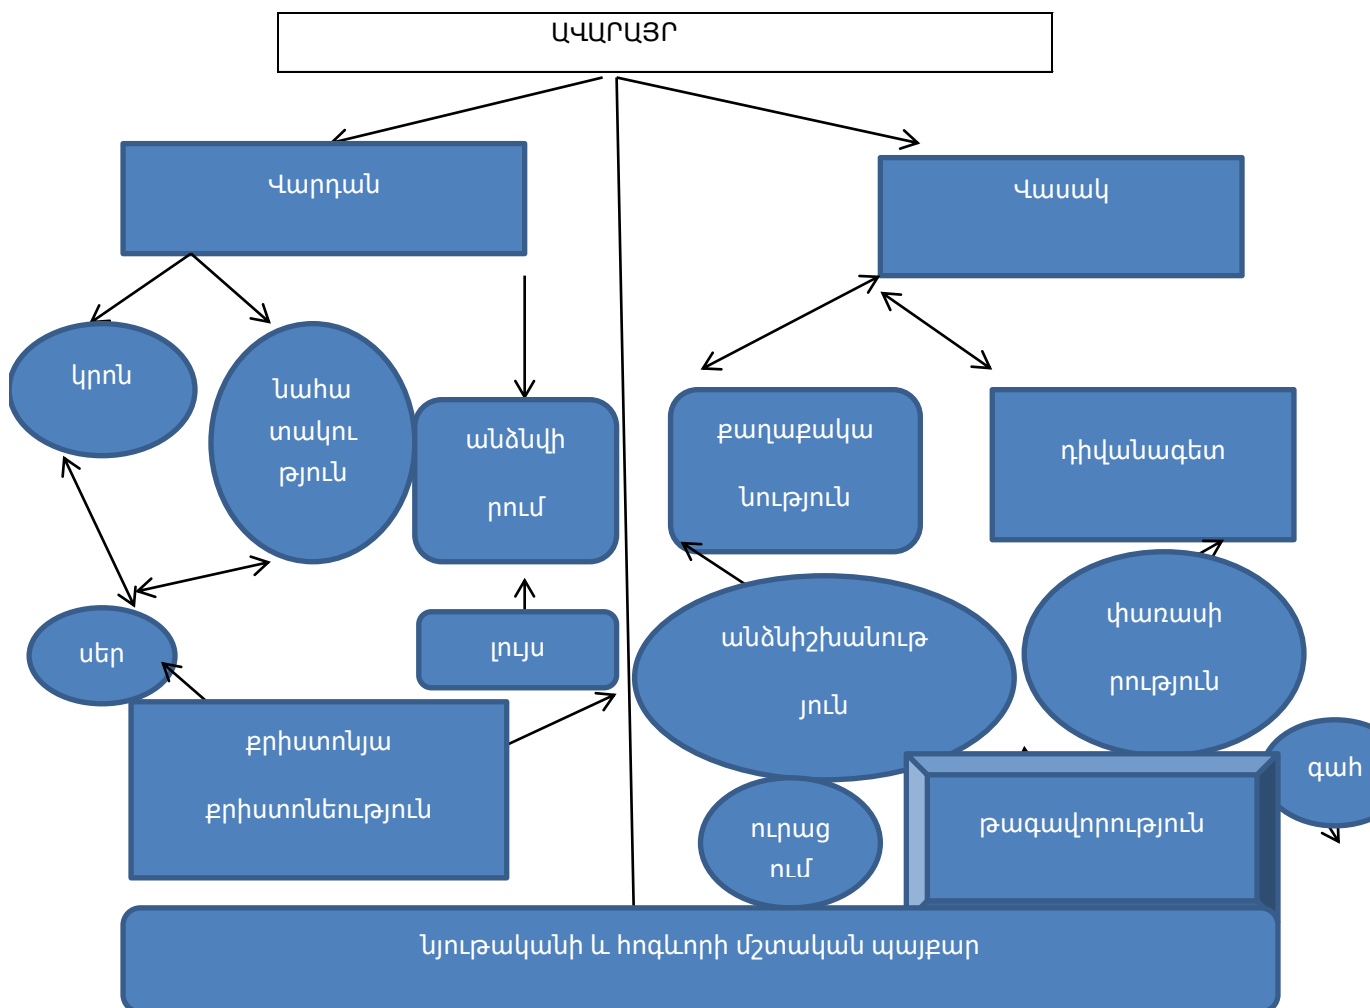 ԱՎԱՐԱՅՐ
Վարդան
Վասակ
կրոն
նահա
տակու
թյուն
անձնվի
րում
քաղաքակա
նություն
դիվանագետ
սեր
լույս
անձնիշխանութ
յուն
փառասի
րություն
քրիստոնյա
քրիստոնեություն
ուրաց
ում
թագավորություն
գահ
նյութականի և հոգևորի մշտական պայքար